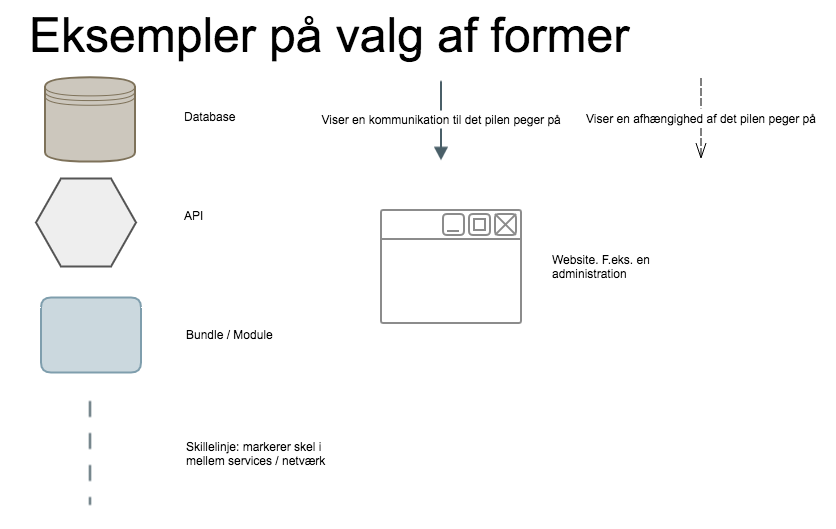 Eksempler på valg af former
Database
Viser en kommunikation til det pilen peger på
Viser en afhængighed af det pilen peger på
API
Website. F.eks. en
administration
Bundle / Module
Skillelinje: markerer skel i
mellem services / netværk